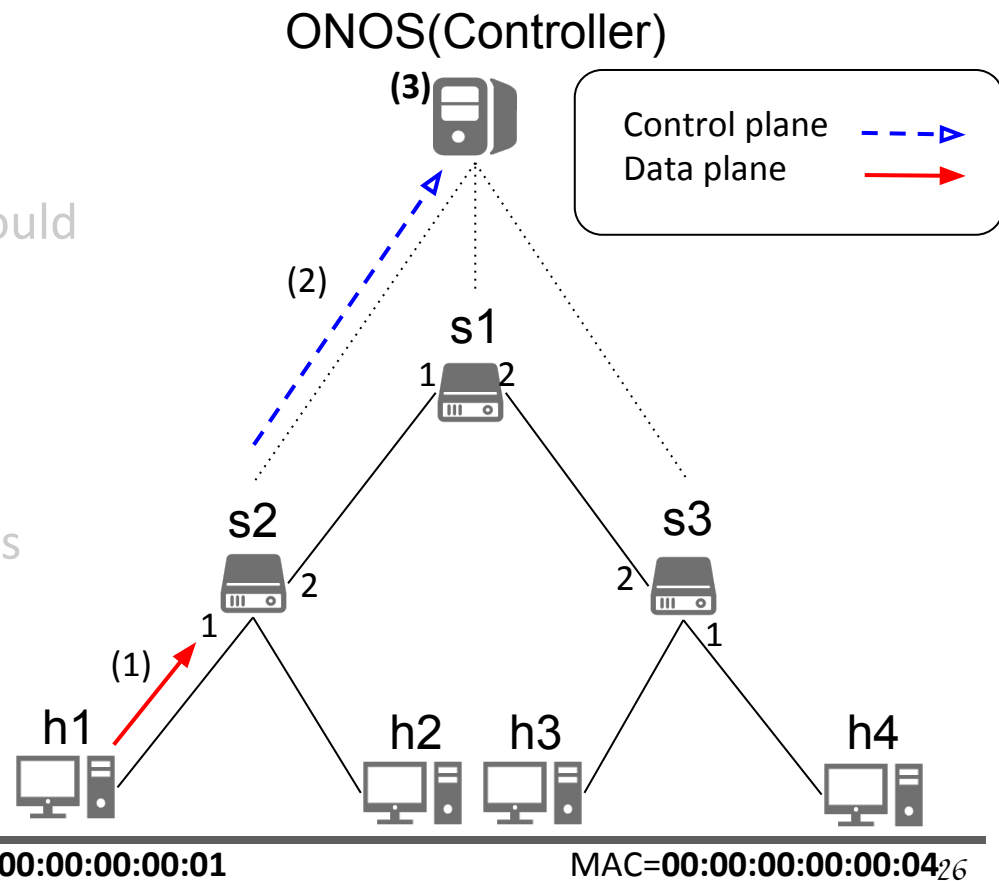 ONOS(Controller)
(3)
Control plane
Data plane
ould
(2)
s1
1
2
s2
s3
s
2
2
1
1
(1)
h1
h2
h3
h4
00:00:00:00:01
MAC=00:00:00:00:00:04
26